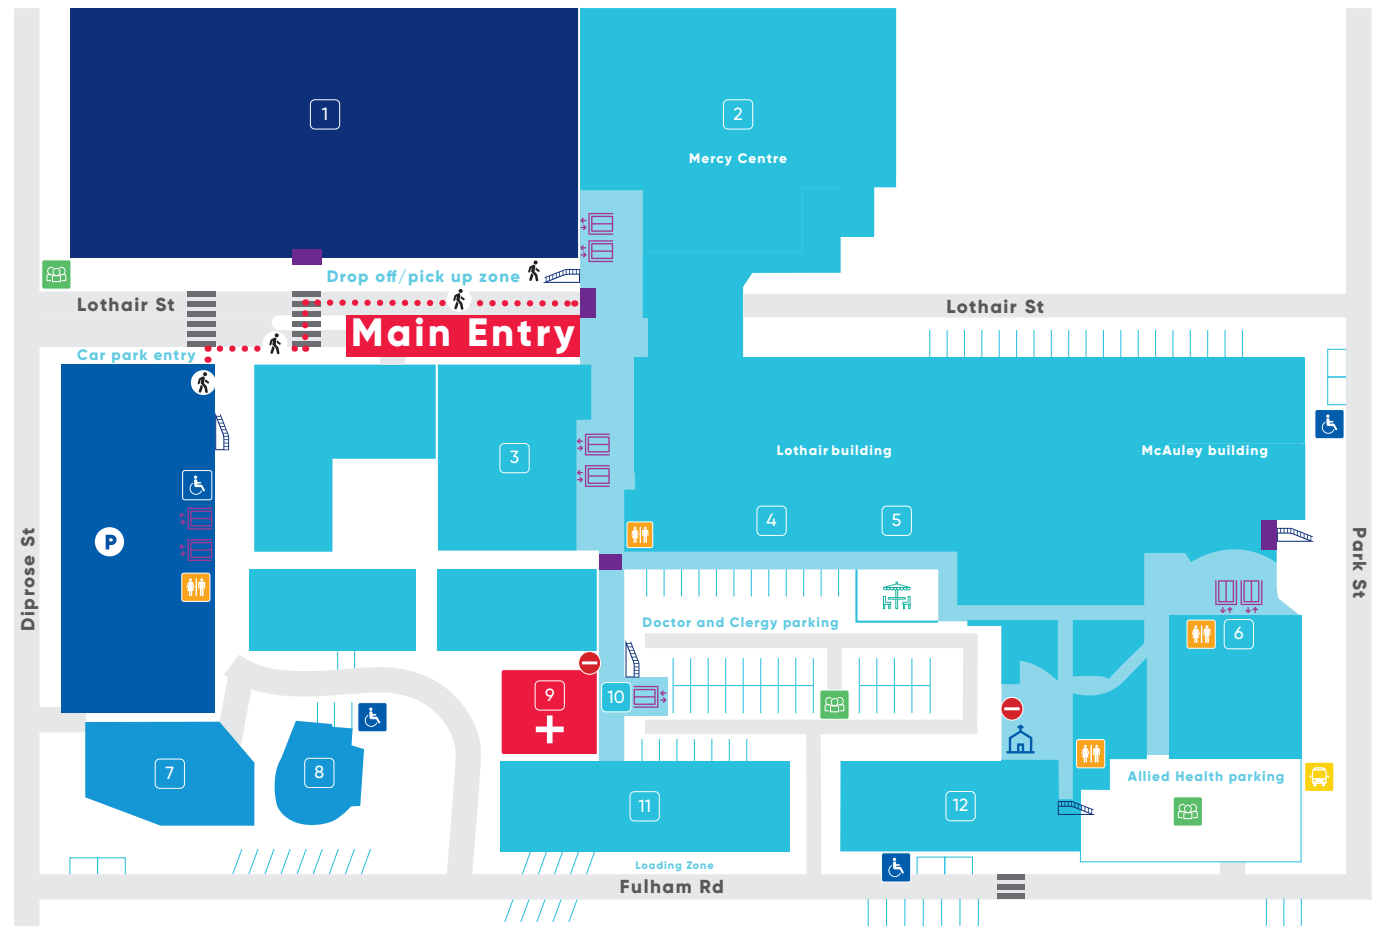 1
2
Mercy Centre
Drop off/pick up zone
Lothair St
Lothair St
Main Entry
Car park entry
3
Lothair building
McAuley building
4
5
P
Diprose St
Park St
Doctor and Clergy parking
6
9
10
7
8
Allied Health parking
11
12
Loading Zone
Fulham Rd